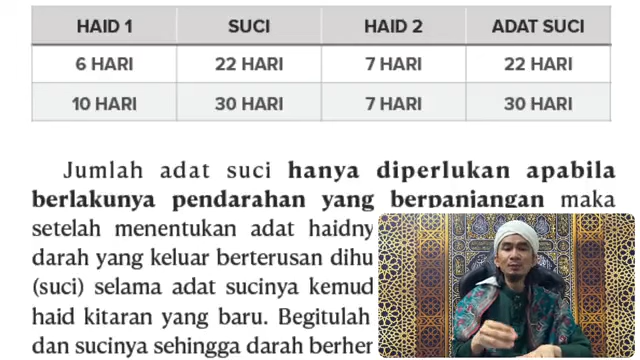 HAID 1 SUCI HAID 2 ADAT SUCI
6 HARI 22 HARI 7 HARI 22 HARI
10 HARI 30 HARI 7 HARI 30 HARI
Jumlah adat suci hanya diperlukan apabila
berlakunya pendarahan yang berpanjangan maka
setelah menentukan adat haidny
darah yang keluar berterusan dihu
(suci) selama adat sucinya kemud
haid kitaran yang baru. Begitulah
dan sucinya sehingga darah berher